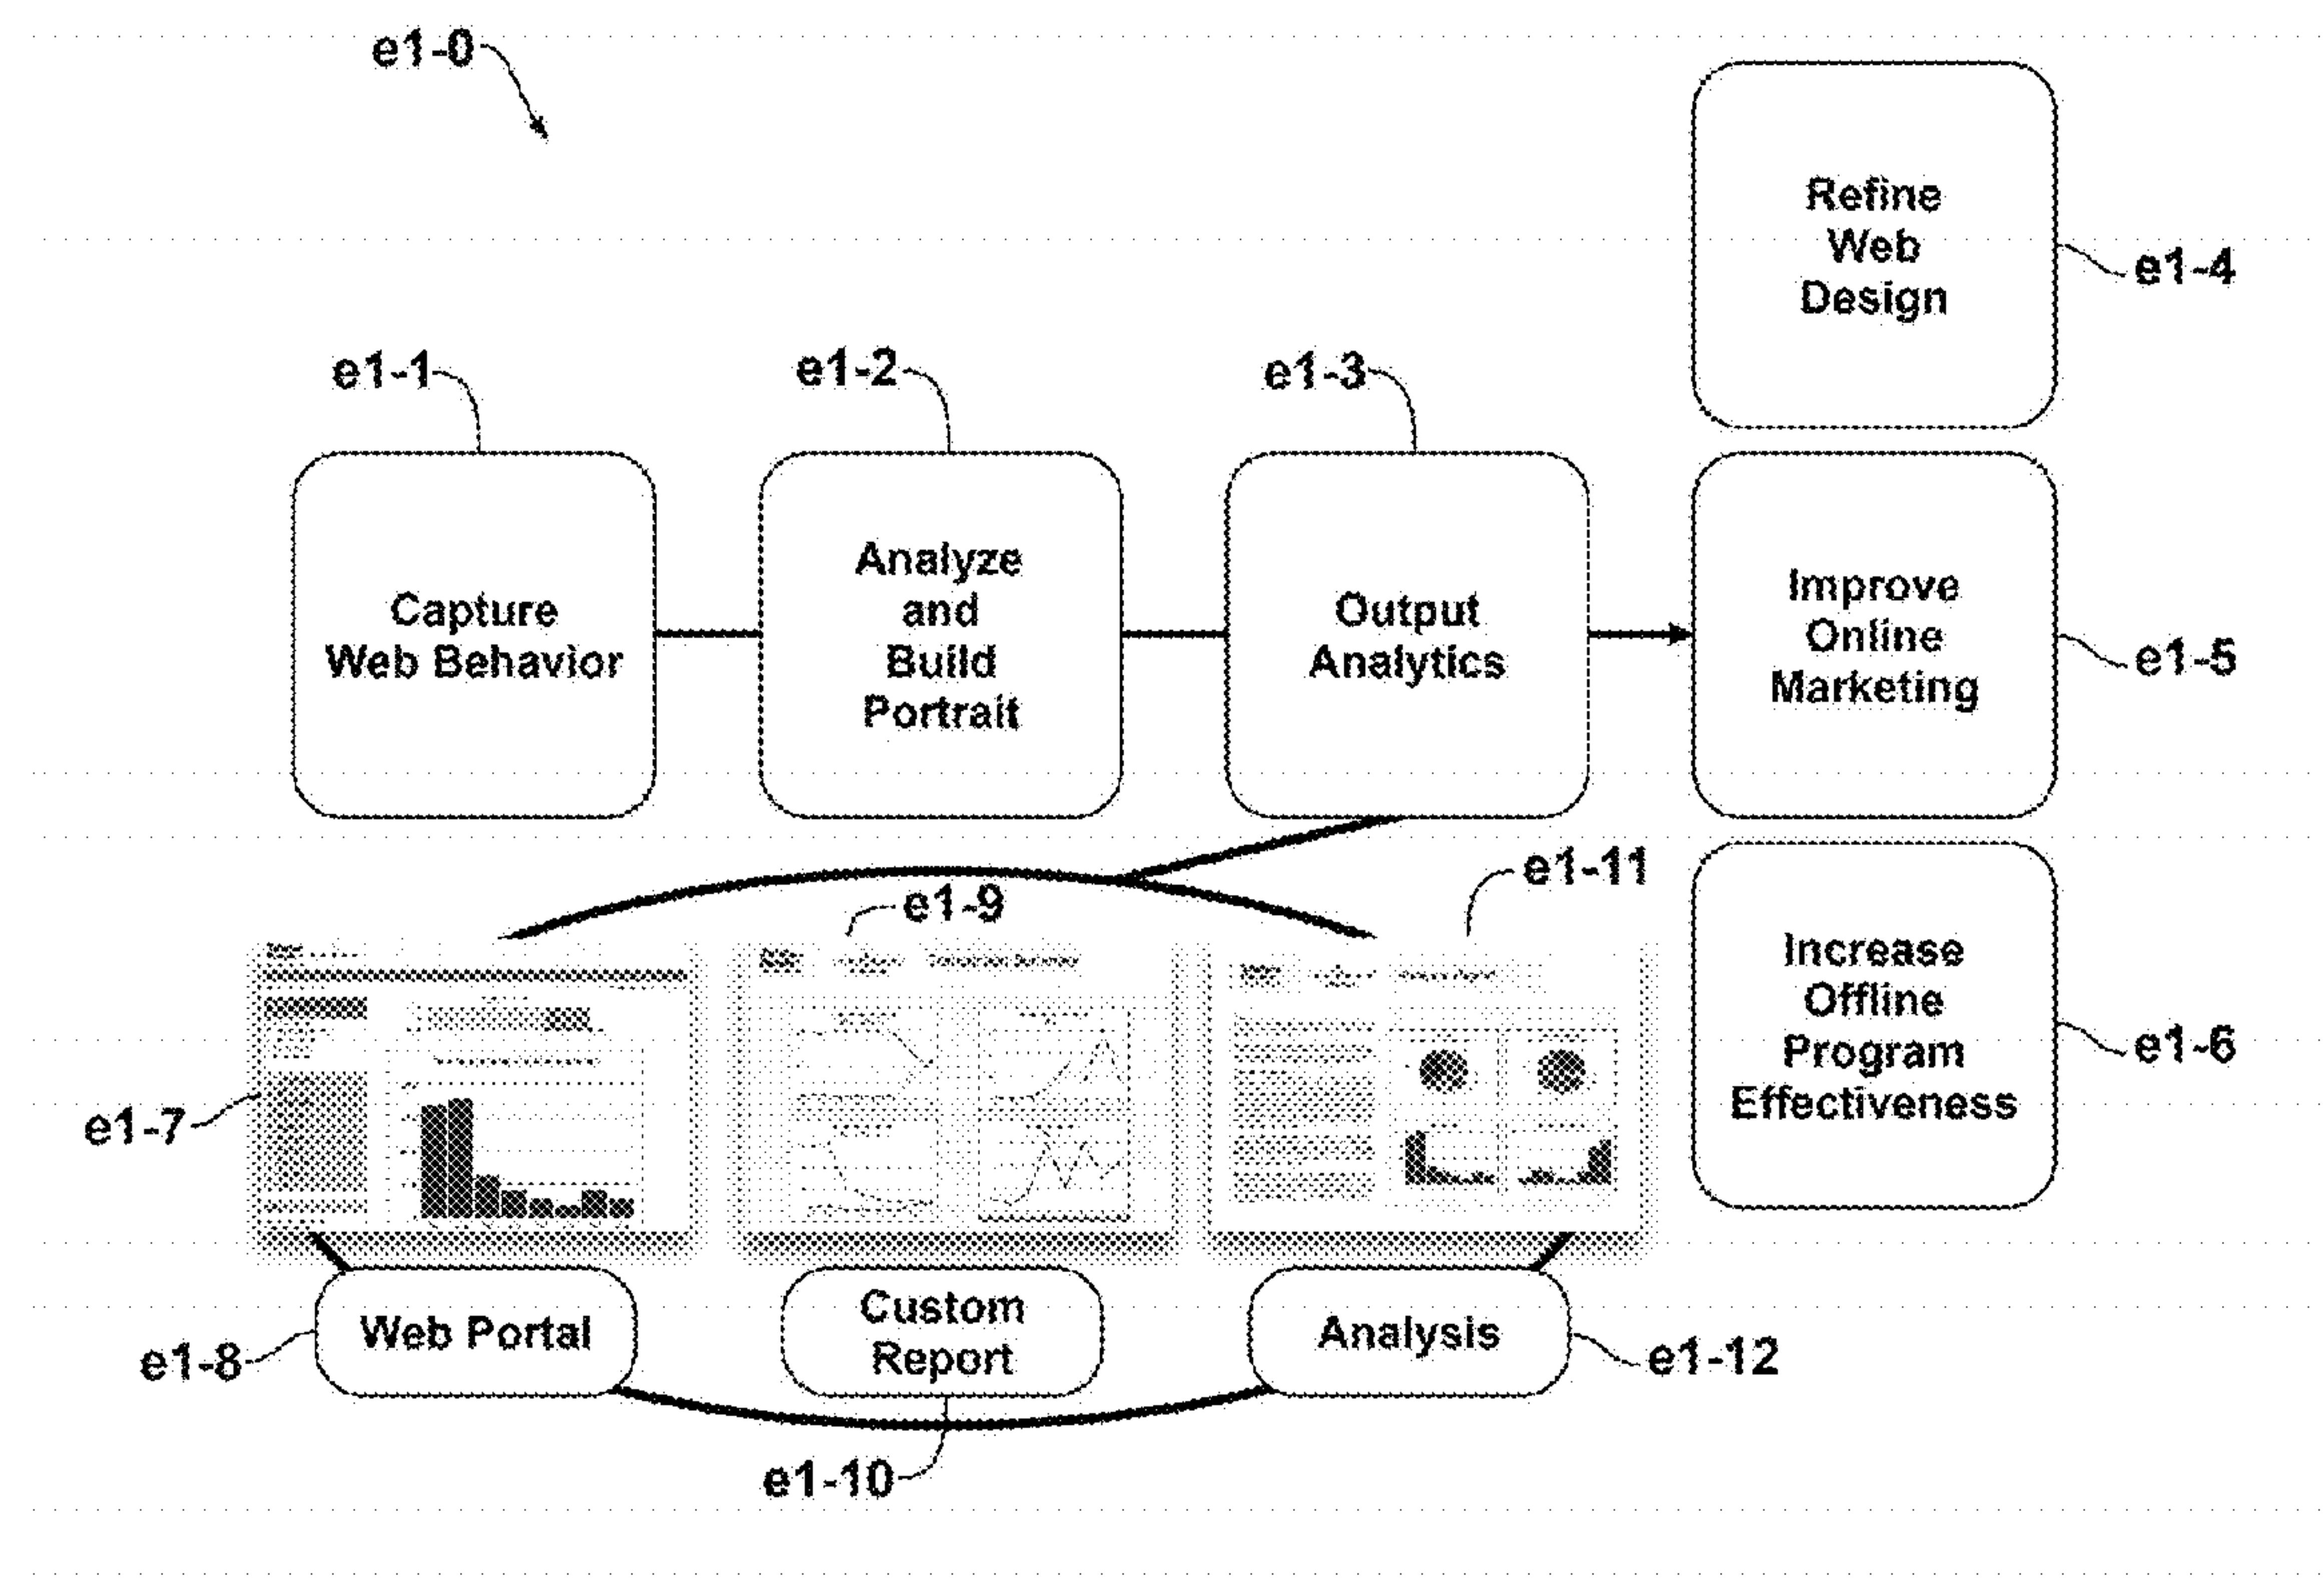 e1-0
Refine
Web
Design
e1-4
e1-1
e1-2
e1-3
Capture
Web Behavior
Analyze
and
Build
Portrait
Output
Analytics
Improve
Online
Marketing
e1-5
e1-9
e1-11
Increase
Offline
Program
Effectiveness
e1-6
e1-7
Web Portal
e1-8
Custom
Report
e1-10
Analysis
e1-12